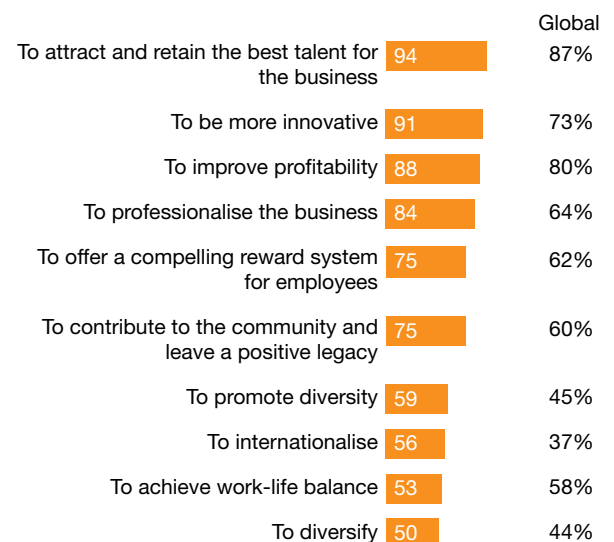 Global
To attract and retain the best talent for 94 87%
the business
To be more innovative 91 73%
To improve profitability 88 80%
To professionalise the business 84 64%
To offer a compelling reward system 75 62%
for employees
To contribute to the community and 75 60%
leave a positive legacy
To promote diversity 59 45%
To internationalise 56 37%
To achieve work-life balance 53 58%
To diversify 50 44%